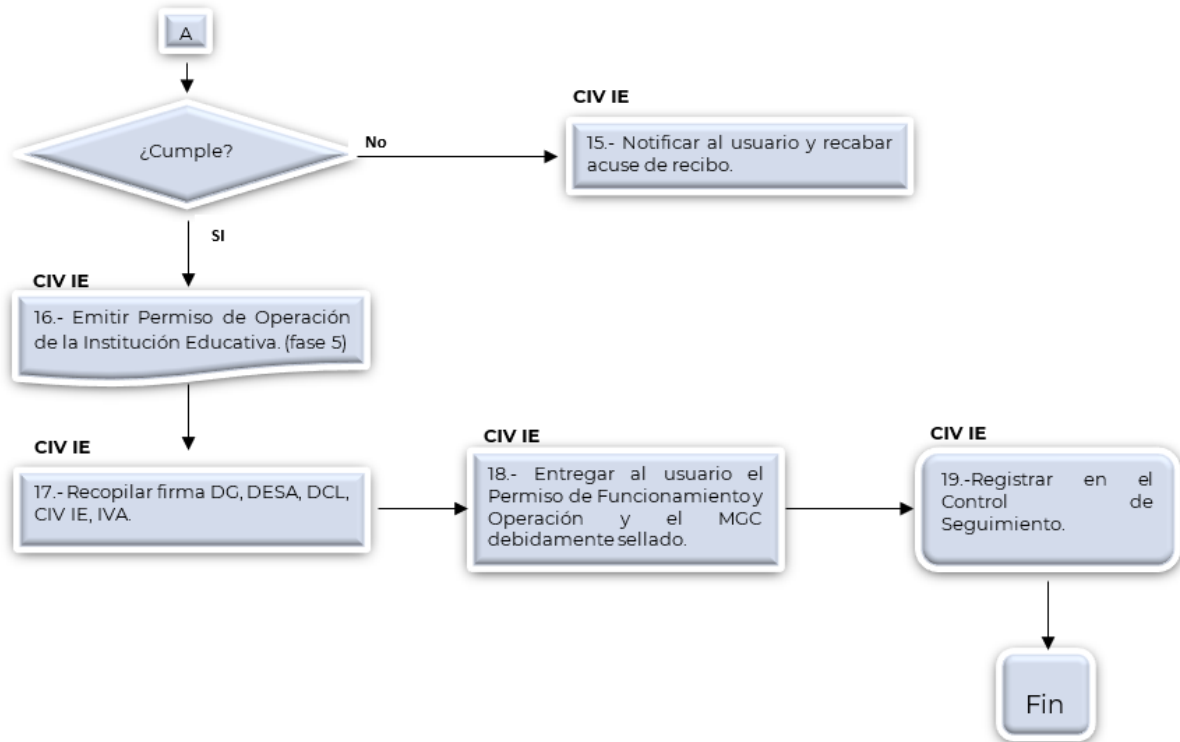 A
¿Cumple?
No
CIV IE
15.- Notificar al usuario y recabar
acuse de recibo.
SI
CIV IE
16.- Emitir Permiso de Operación
de la Institución Educativa. (fase 5)
CIV IE
17.- Recopilar firma DG, DESA, DCL,
CIV IE, IVA.
CIV IE
18.- Entregar al usuario el
Permiso de Funcionamiento y
Operación y el MGC
debidamente sellado.
CIV IE
19.-Registrar en el
Control de
Seguimiento.
Fin